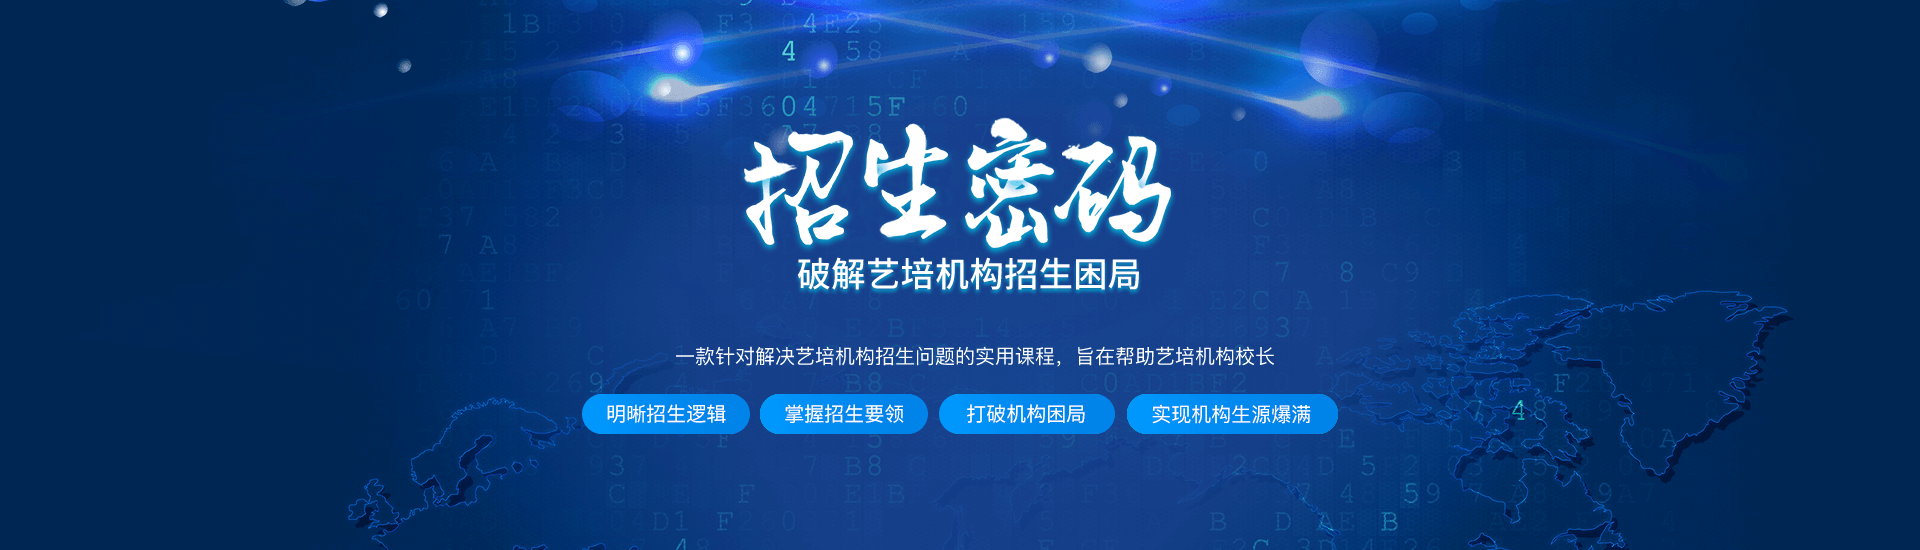 招生密码
破解艺培机构招生困局
一款针对解决艺培机构招生问题的实用课程，旨在帮助艺培机构校长
明晰招生逻辑 掌握招生要领 打破机构困局 实现机构生源爆满